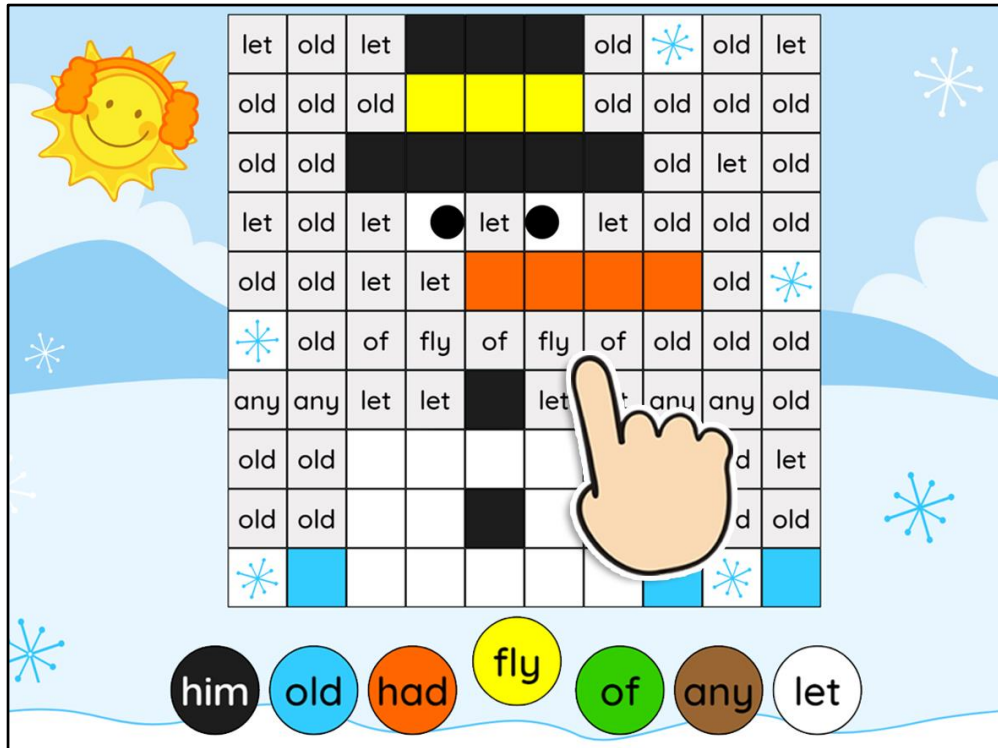 let old let old old let
old old old old old old old
old old old let old
let old let let let old old old
old old let let old
old of fly of fly of old old old
any any let let let any any old
old old let
old old old
him old had fly of any let